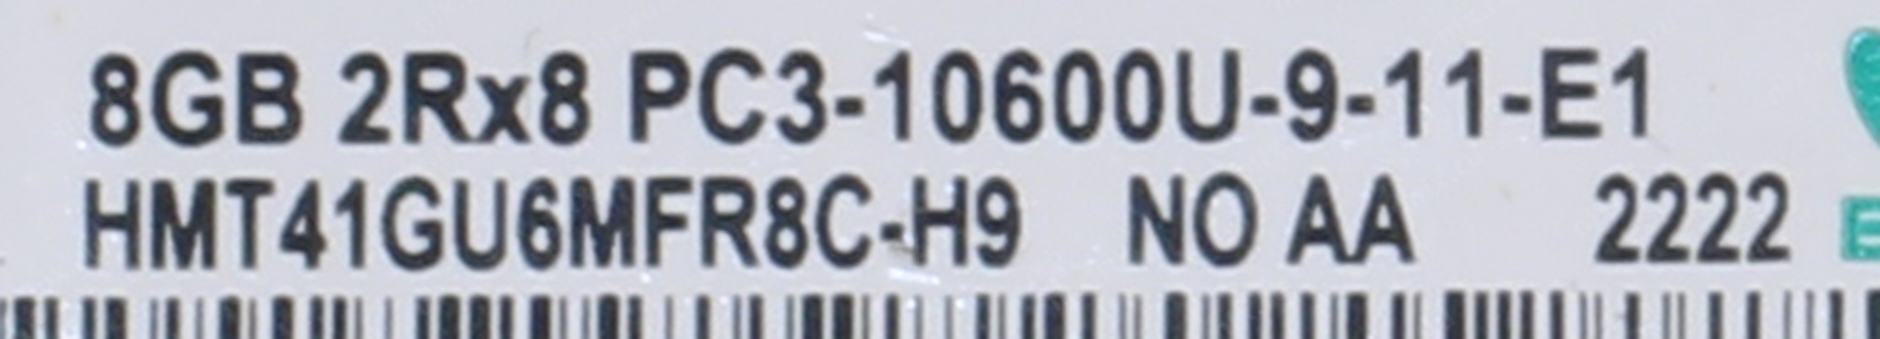 8GB 2Rx8 PC3-10600U-9-11-E1
HMT41GU6MFR8C-H9 NO AA 2222